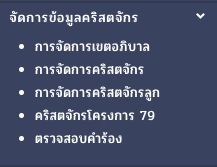 จัดการข้อมูลคริสตจักร
การจัดการเขตอภิบาล
การจัดการคริสตจักร
การจัดการคริสตจักรลูก
คริสตจักรโครงการ 79
ตรวจสอบคำร้อง